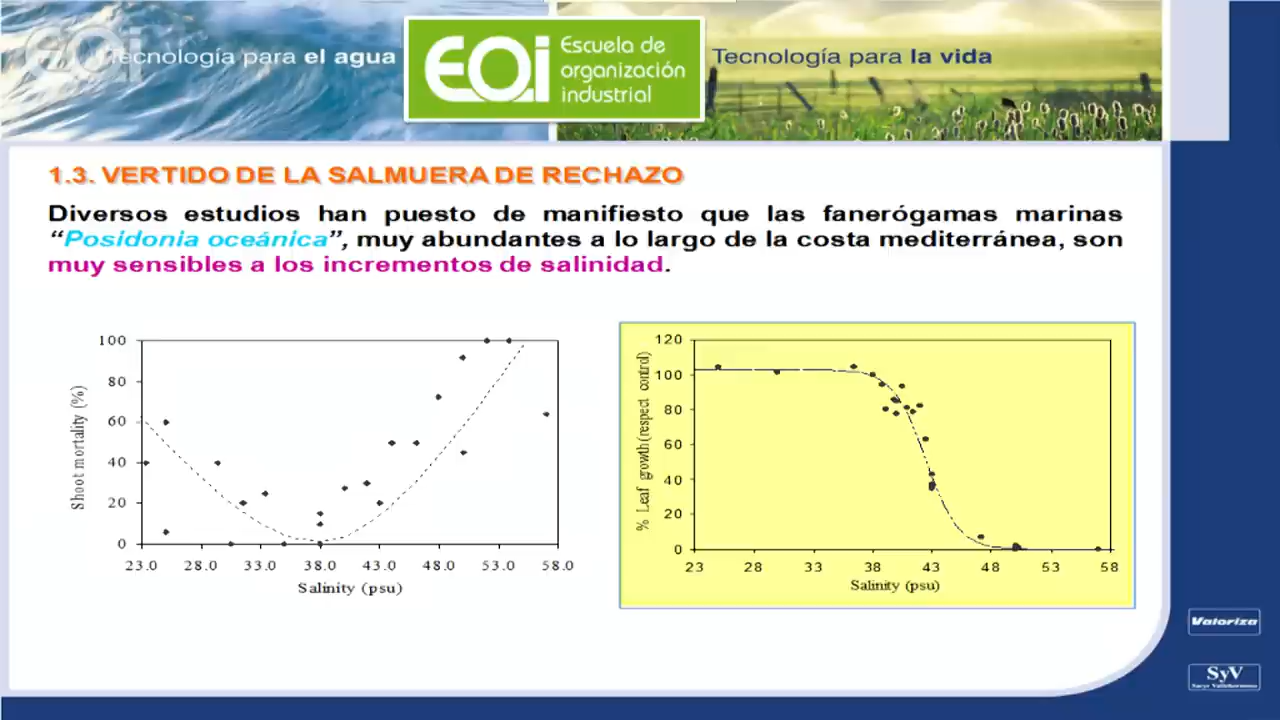 EOi
Tecnología para el agua
EOi Escuela de
organización
industrial
Tecnología para la vida
1.3. VERTIDO DE LA SALMUERA DE RECHAZO
Diversos estudios han puesto de manifiesto que las fanerógamas marinas
“Posidonia oceánica”, muy abundantes a lo largo de la costa mediterránea, son
muy sensibles a los incrementos de salinidad.
Shoot mortality (%)
100
80
60
40
20
0
23.0 28.0 33.0 38.0 43.0 48.0 53.0 58.0
Salinity (psu)
% Leaf growth (respect control)
120
100
80
60
40
20
0
23 28 33 38 43 48 53 58
Salinity (psu)
Valoriza
SyV